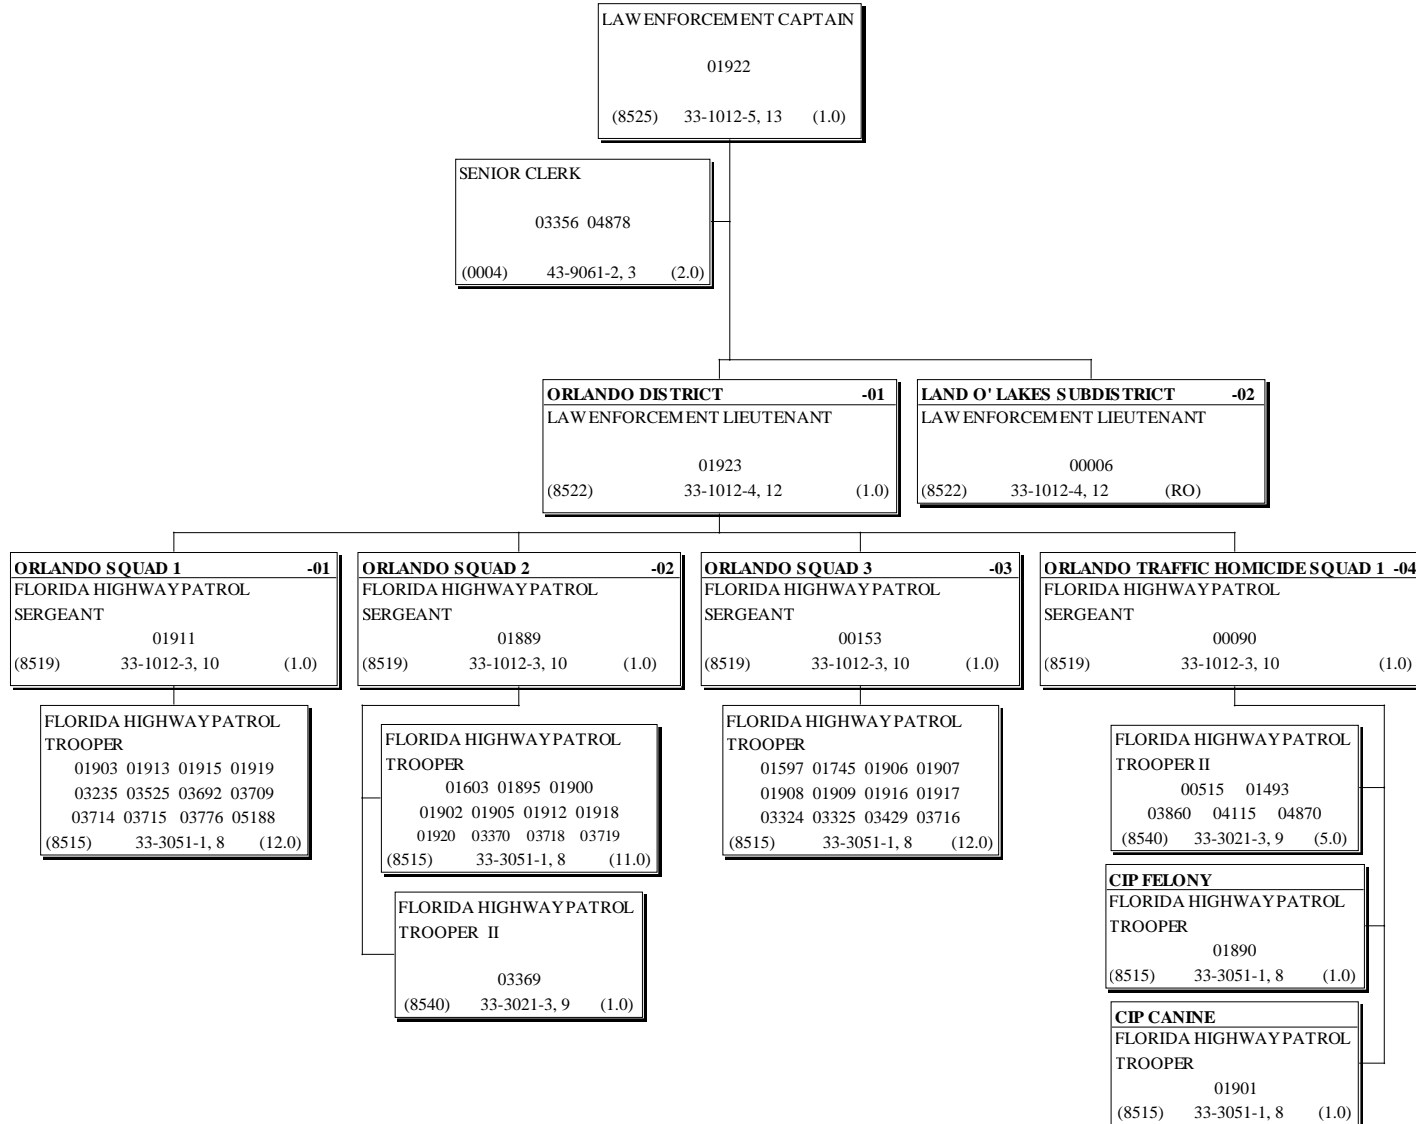 LAW ENFORCEMENT CAPTAIN
01922
(8525) 33-1012-5, 13 (1.0)
SENIOR CLERK
03356 04878
(0004) 43-9061-2, 3 (2.0)
ORLANDO DISTRICT -01
LAW ENFORCEMENT LIEUTENANT
01923
(8522) 33-1012-4, 12 (1.0)
LAND O' LAKES SUBDISTRICT -02
LAW ENFORCEMENT LIEUTENANT
00006
(8522) 33-1012-4, 12 (RO)
ORLANDO SQUAD 1 -01
FLORIDA HIGHWAY PATROL
SERGEANT
01911
(8519) 33-1012-3, 10 (1.0)
FLORIDA HIGHWAY PATROL
TROOPER
01903 01913 01915 01919
03235 03525 03692 03709
03714 03715 03776 05188
(8515) 33-3051-1, 8 (12.0)
ORLANDO SQUAD 2 -02
FLORIDA HIGHWAY PATROL
SERGEANT
01889
(8519) 33-1012-3, 10 (1.0)
FLORIDA HIGHWAY PATROL
TROOPER
01603 01895 01900
01902 01905 01912 01918
01920 03370 03718 03719
(8515) 33-3051-1, 8 (11.0)
FLORIDA HIGHWAY PATROL
TROOPER II
03369
(8540) 33-3021-3, 9 (1.0)
ORLANDO SQUAD 3 -03
FLORIDA HIGHWAY PATROL
SERGEANT
00153
(8519) 33-1012-3, 10 (1.0)
FLORIDA HIGHWAY PATROL
TROOPER
01597 01745 01906 01907
01908 01909 01916 01917
03324 03325 03429 03716
(8515) 33-3051-1, 8 (12.0)
ORLANDO TRAFFIC HOMICIDE SQUAD 1 -04
FLORIDA HIGHWAY PATROL
SERGEANT
00090
(8519) 33-1012-3, 10 (1.0)
FLORIDA HIGHWAY PATROL
TROOPER II
00515 01493
03860 04115 04870
(8540) 33-3021-3, 9 (5.0)
CIP FELONY
FLORIDA HIGHWAY PATROL
TROOPER
01890
(8515) 33-3051-1, 8 (1.0)
CIP CANINE
FLORIDA HIGHWAY PATROL
TROOPER
01901
(8515) 33-3051-1, 8 (1.0)